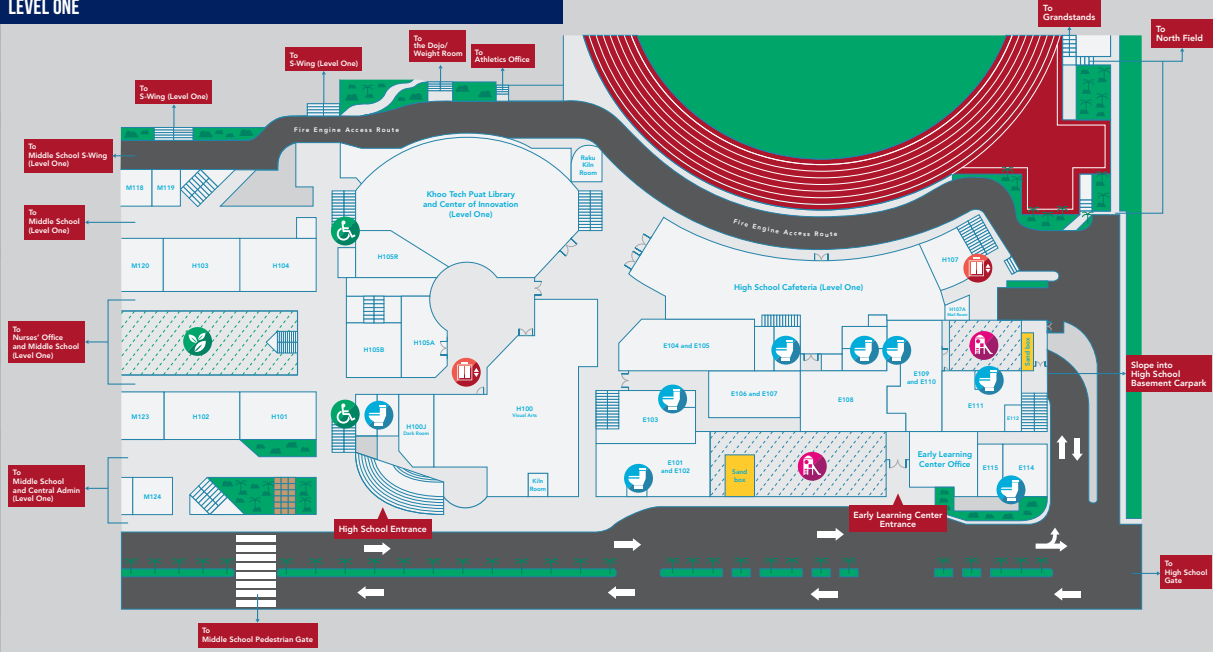 LEVEL ONE
To
Grandstands
To
North Field
To
the Dojo/
Weight Room
To
Athletics Office
To
S-Wing (Level One)
To
S-Wing (Level One)
Fire Engine Access Route
To
Middle School S-Wing
(Level One)
Raku
Kiln
Room
M118
M119
Khoo Tech Puat Library
and Center of Innovation
(Level One)
To
Middle School
(Level One)
Fire Engine Access Route
M120
H103
H104
H105R
H107
High School Cafeteria (Level One)
H107A
Mail Room
To
Nurses' Office
and Middle School
(Level One)
H105B
H105A
E104 and E105
Sand box
E109
and E110
Slope into
High School
Basement Carpark
E106 and E107
E108
E111
M123
H102
H101
H100
Visual Arts
H100J
Dark Room
E103
E112
To
Middle School
and Central Admin
(Level One)
M124
Kiln
Room
E101
and E102
Sand
box
Early Learning
Center Office
E115
E114
High School Entrance
Early Learning Center
Entrance
To
High School
Gate
To
Middle School Pedestrian Gate